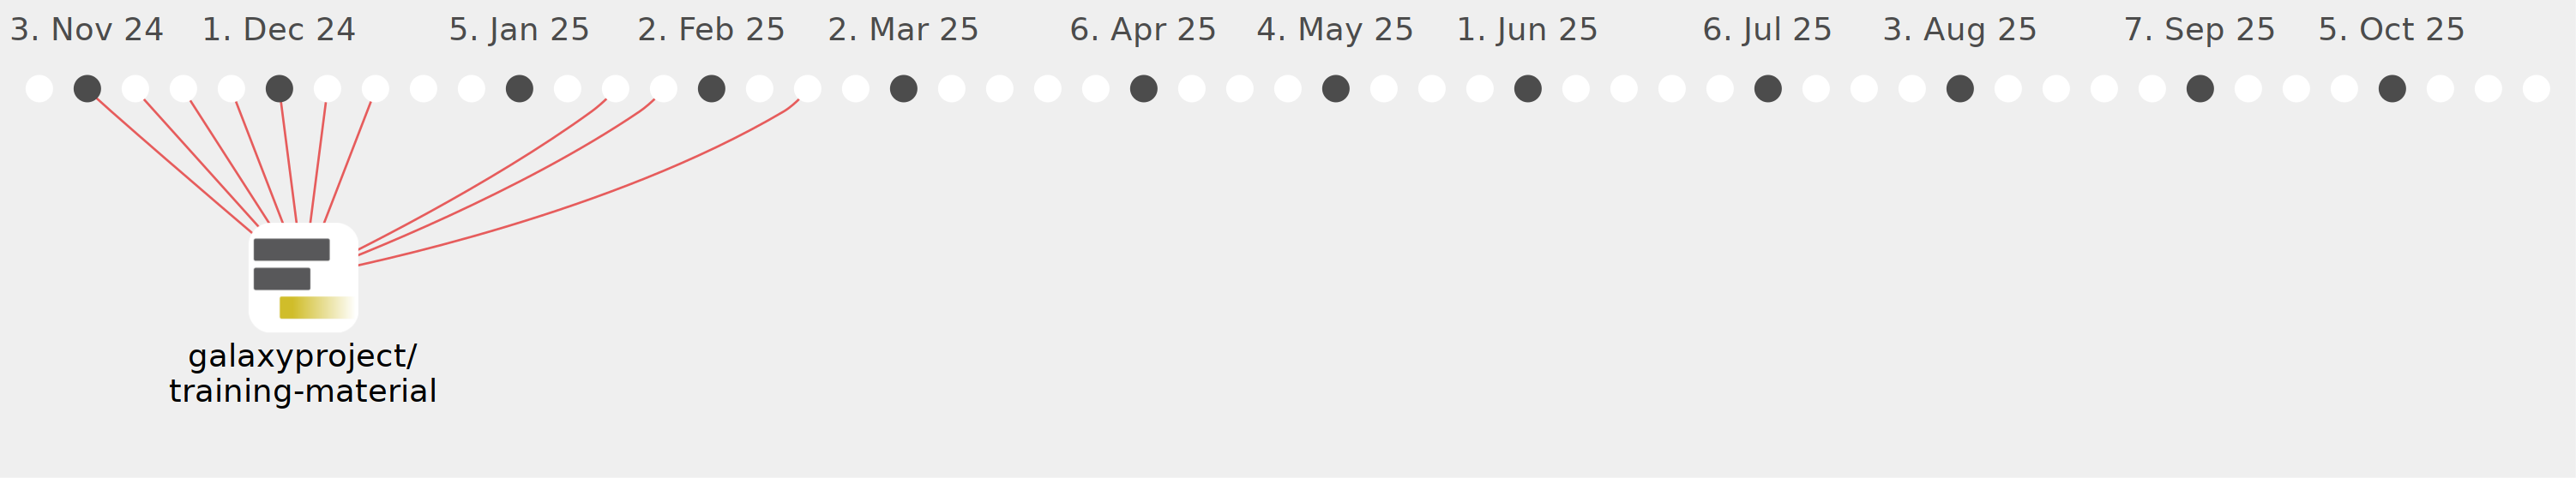 3. Nov 24 1. Dec 24 5. Jan 25 2. Feb 25 2. Mar 25 6. Apr 25 4. May 25 1. Jun 25 6. Jul 25 3. Aug 25 7. Sep 25 5. Oct 25
galaxyproject/
training-material